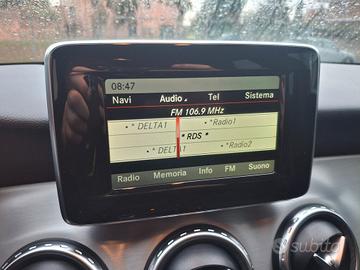 08:47
Navi Audio Tel Sistema
FM 106.9 MHz
* DELTA1 * Radio1
* RDS *
* DELTA1 * Radio2
Radio Memoria Info FM Suono
subito